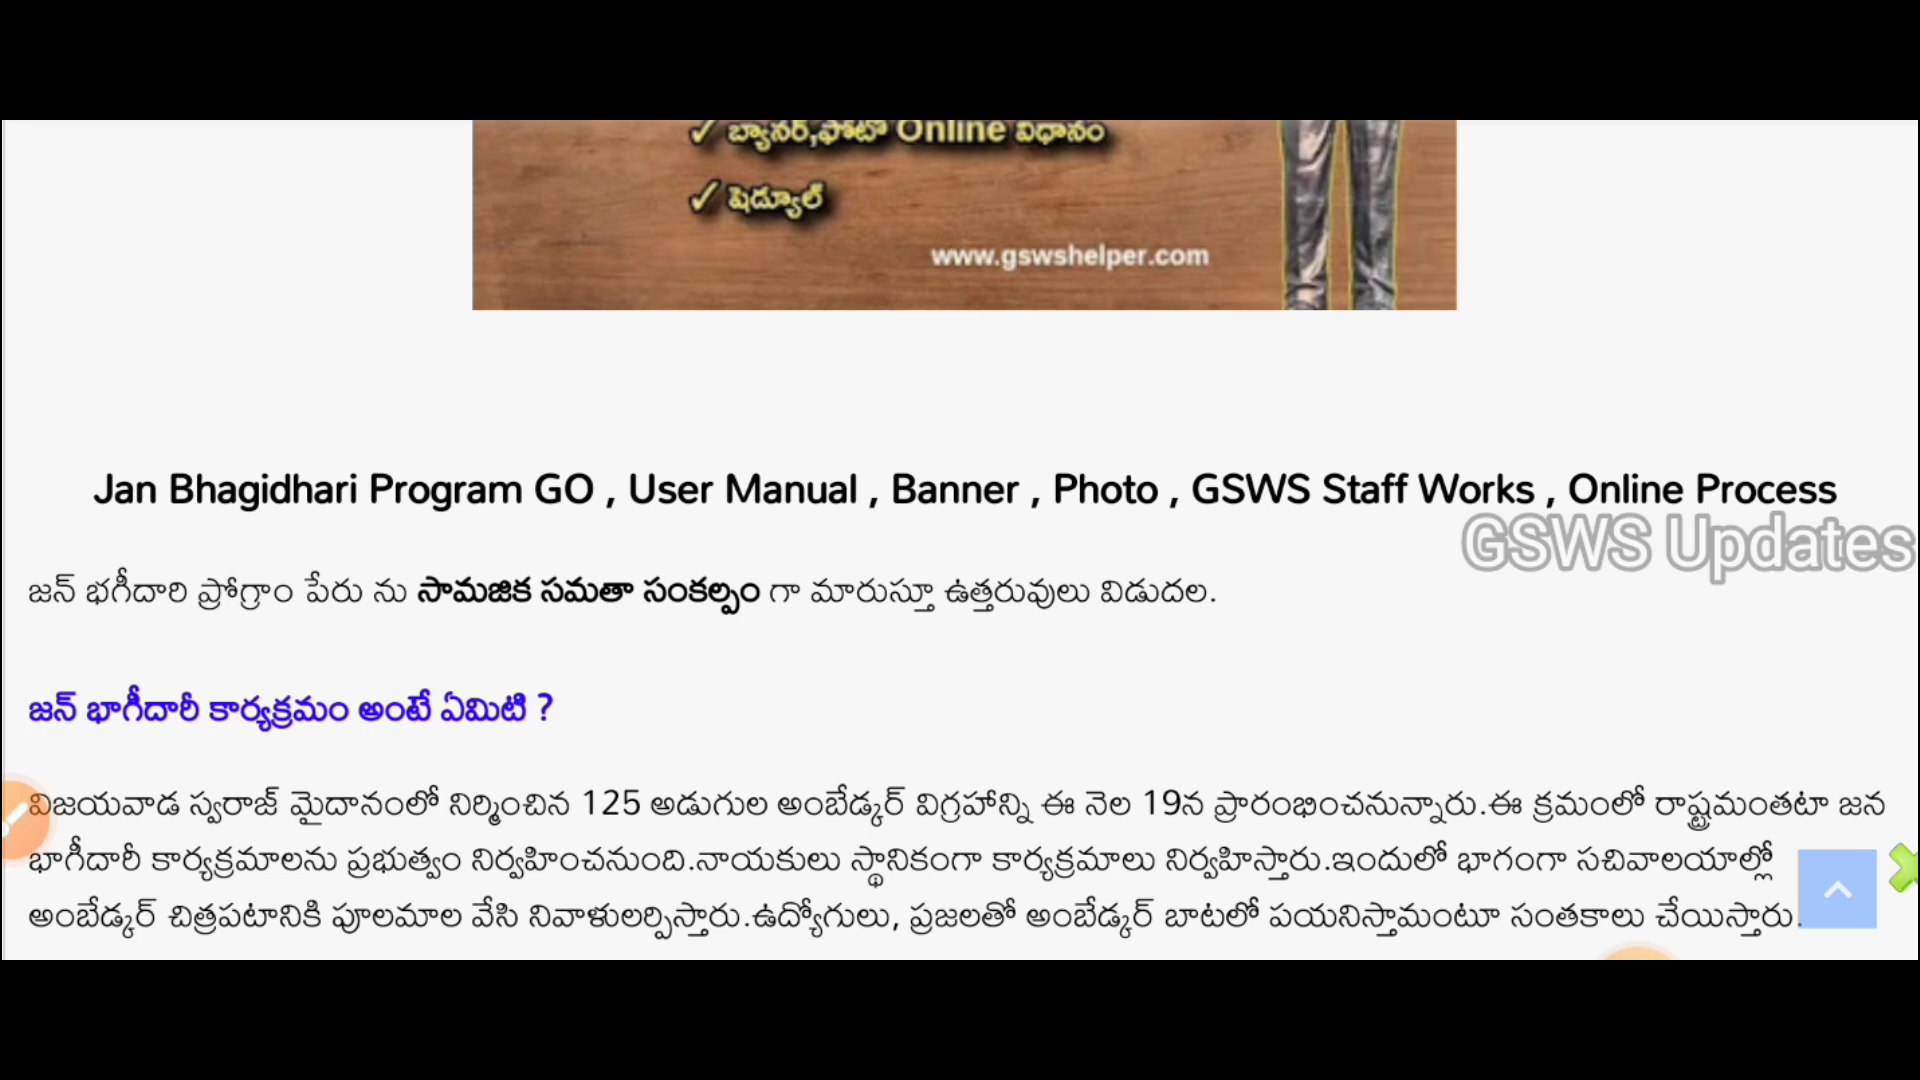 ✓ బ్యానర్,ఫోటో Online విధానం
✓ షెడ్యూల్
www.gswshelper.com
Jan Bhagidhari Program GO , User Manual , Banner , Photo , GSWS Staff Works , Online Process
GSWS Updates
జన్ భగీదారి ప్రోగ్రాం పేరు ను సామజిక సమతా సంకల్పం గా మారుస్తూ ఉత్తరువులు విడుదల.
జన్ భాగీదారీ కార్యక్రమం అంటే ఏమిటి ?
విజయవాడ స్వరాజ్ మైదానంలో నిర్మించిన 125 అడుగుల అంబేడ్కర్ విగ్రహాన్ని ఈ నెల 19న ప్రారంభించనున్నారు.ఈ క్రమంలో రాష్ట్రమంతటా జన
భాగీదారీ కార్యక్రమాలను ప్రభుత్వం నిర్వహించనుంది.నాయకులు స్థానికంగా కార్యక్రమాలు నిర్వహిస్తారు.ఇందులో భాగంగా సచివాలయాల్లో
అంబేడ్కర్ చిత్రపటానికి పూలమాల వేసి నివాళులర్పిస్తారు.ఉద్యోగులు, ప్రజలతో అంబేడ్కర్ బాటలో పయనిస్తామంటూ సంతకాలు చేయిస్తారు.